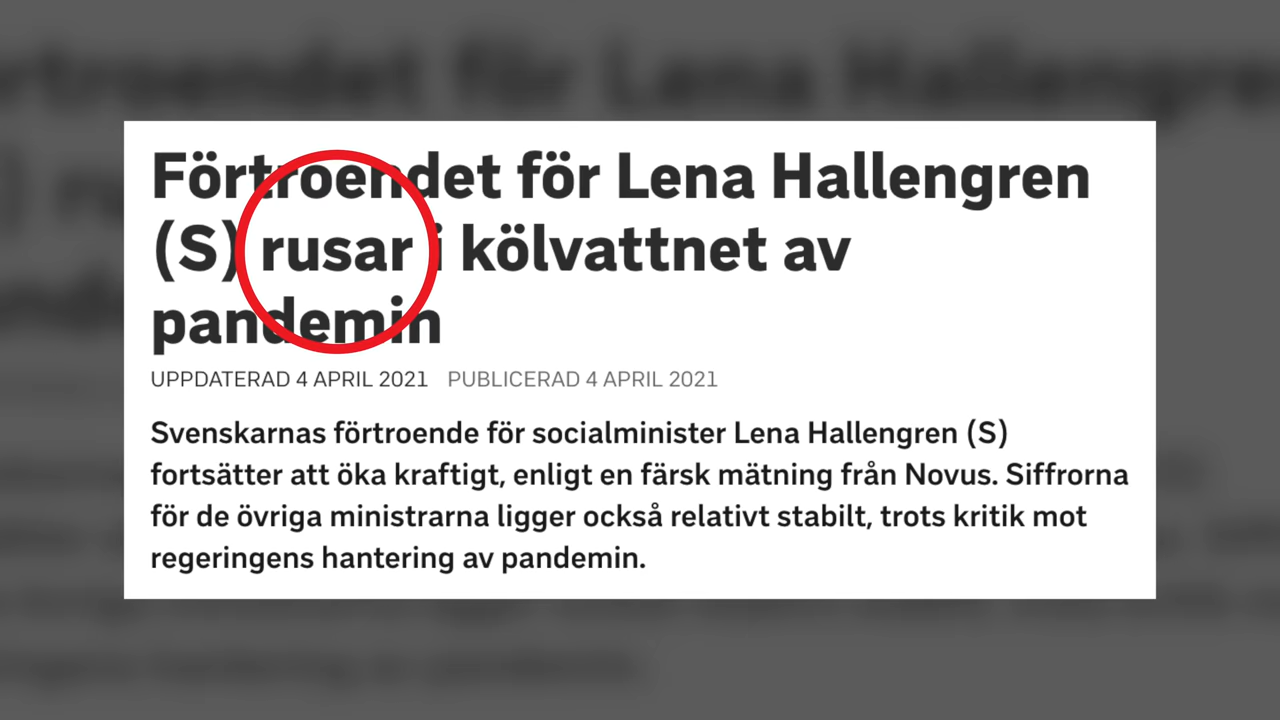 Förtroendet för Lena Hallengren
(S) rusar i kölvattnet av
pandemin
UPPDATERAD 4 APRIL 2021 PUBLICERAD 4 APRIL 2021
Svenskarnas förtroende för socialminister Lena Hallengren (S)
fortsätter att öka kraftigt, enligt en färsk mätning från Novus. Siffrorna
för de övriga ministrarna ligger också relativt stabilt, trots kritik mot
regeringens hantering av pandemin.